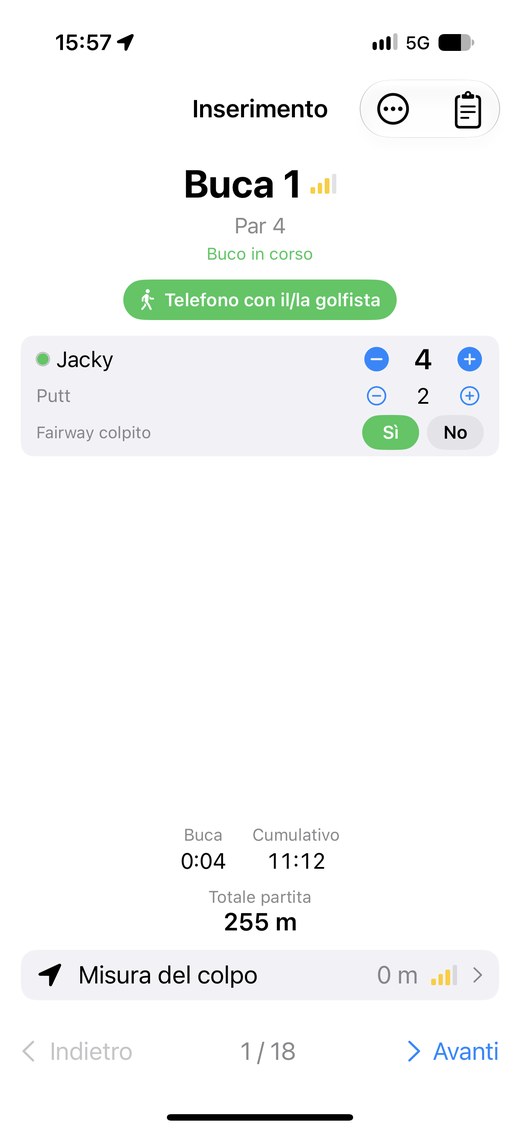 15:57
5G
Inserimento
Buca 1
Par 4
Buco in corso
Telefono con il/la golfista
Jacky
4
Putt
2
Fairway colpito
Sì No
Buca Cumulativo
0:04 11:12
Totale partita
255 m
Misura del colpo 0 m
Indietro 1 / 18 Avanti